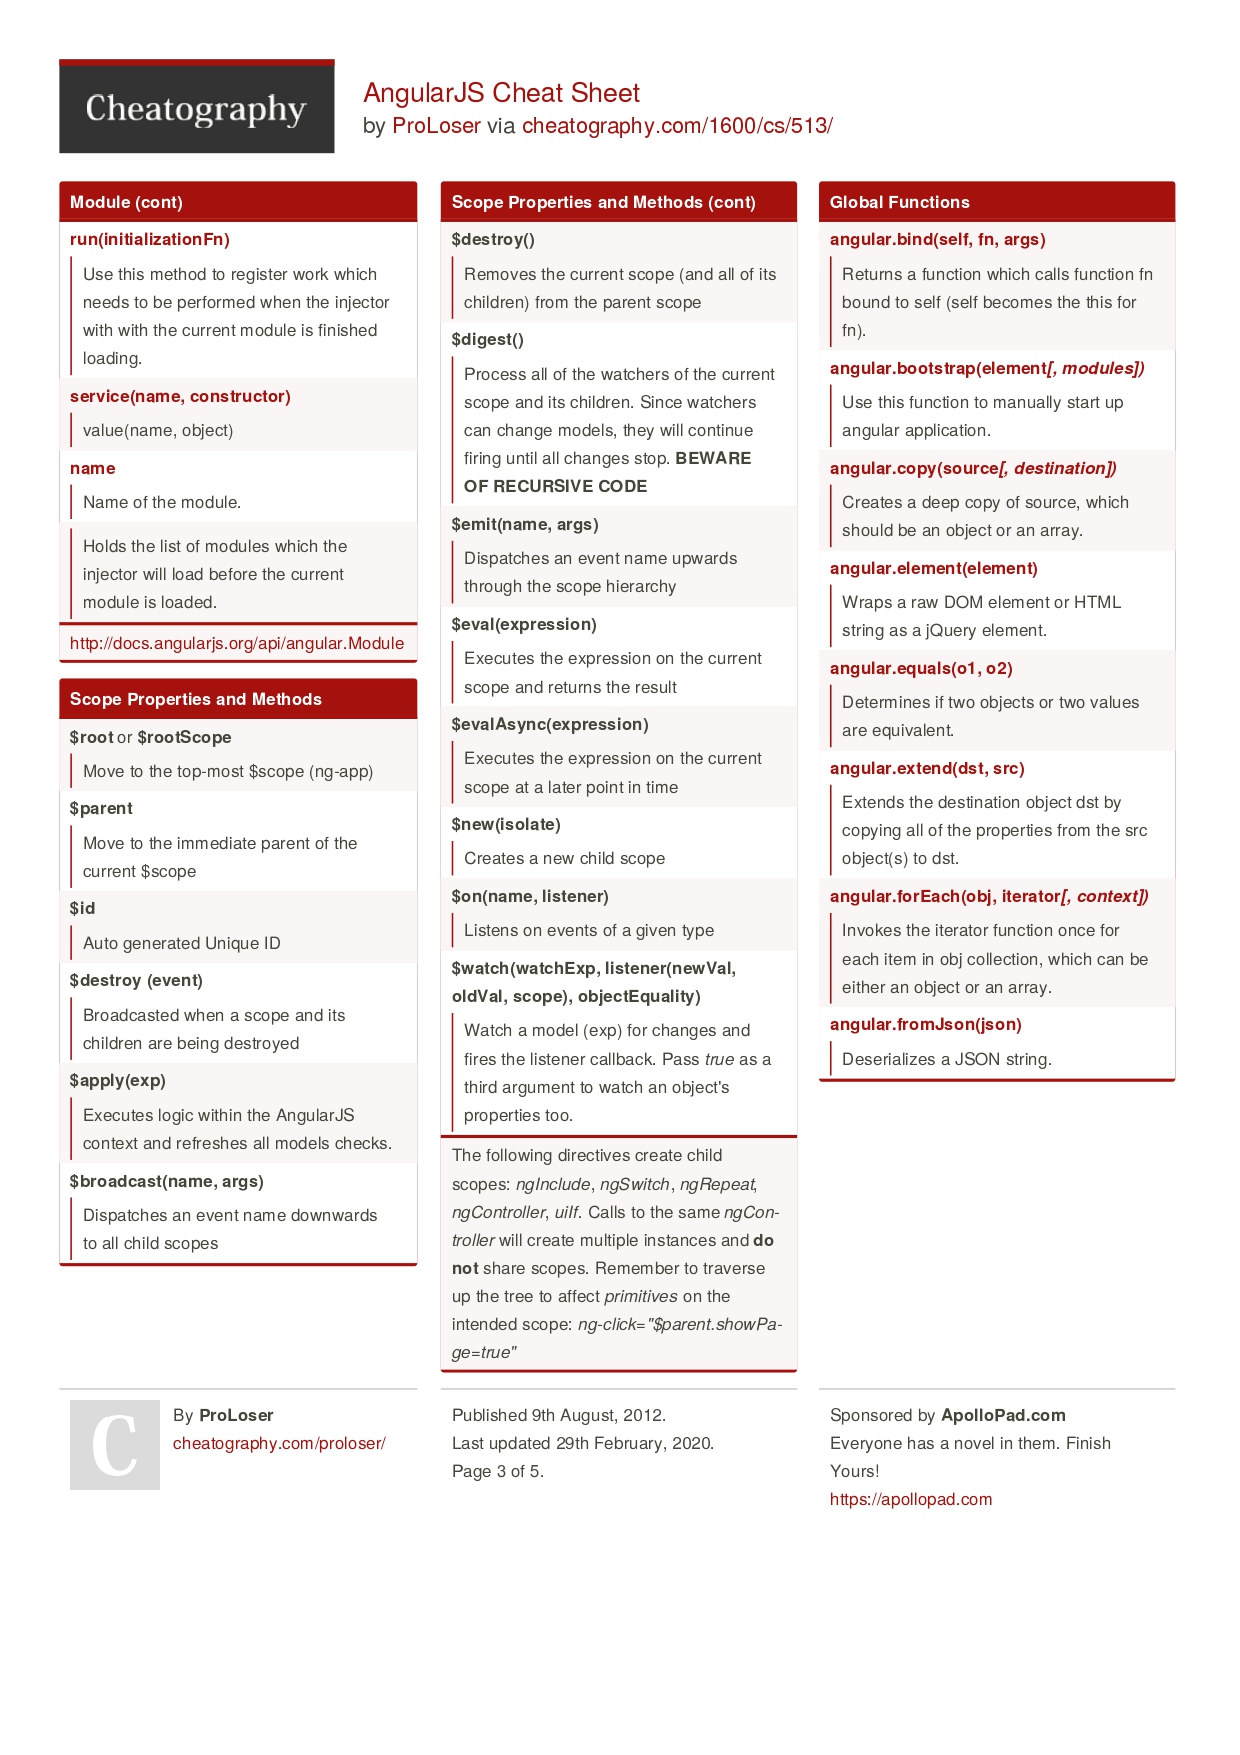 Cheatography
AngularJS Cheat Sheet
by ProLoser via cheatography.com/1600/cs/513/
Module (cont)
run(initializationFn)
Use this method to register work which
needs to be performed when the injector
with with the current module is finished
loading.
service(name, constructor)
value(name, object)
name
Name of the module.
Holds the list of modules which the
injector will load before the current
module is loaded.
http://docs.angularjs.org/api/angular.Module
Scope Properties and Methods
$root or $rootScope
Move to the top-most $scope (ng-app)
$parent
Move to the immediate parent of the
current $scope
$id
Auto generated Unique ID
$destroy (event)
Broadcasted when a scope and its
children are being destroyed
$apply(exp)
Executes logic within the AngularJS
context and refreshes all models checks.
$broadcast(name, args)
Dispatches an event name downwards
to all child scopes
Scope Properties and Methods (cont)
$destroy()
Removes the current scope (and all of its
children) from the parent scope
$digest()
Process all of the watchers of the current
scope and its children. Since watchers
can change models, they will continue
firing until all changes stop. BEWARE
OF RECURSIVE CODE
$emit(name, args)
Dispatches an event name upwards
through the scope hierarchy
$eval(expression)
Executes the expression on the current
scope and returns the result
$evalAsync(expression)
Executes the expression on the current
scope at a later point in time
$new(isolate)
Creates a new child scope
$on(name, listener)
Listens on events of a given type
$watch(watchExp, listener(newVal,
oldVal, scope), objectEquality)
Watch a model (exp) for changes and
fires the listener callback. Pass true as a
third argument to watch an object's
properties too.
The following directives create child
scopes: ngInclude, ngSwitch, ngRepeat,
ngController, uiIf. Calls to the same ngCon-
troller will create multiple instances and do
not share scopes. Remember to traverse
up the tree to affect primitives on the
intended scope: ng-click="$parent.showPa-
ge=true"
Global Functions
angular.bind(self, fn, args)
Returns a function which calls function fn
bound to self (self becomes the this for
fn).
angular.bootstrap(element[, modules])
Use this function to manually start up
angular application.
angular.copy(source[, destination])
Creates a deep copy of source, which
should be an object or an array.
angular.element(element)
Wraps a raw DOM element or HTML
string as a jQuery element.
angular.equals(o1, o2)
Determines if two objects or two values
are equivalent.
angular.extend(dst, src)
Extends the destination object dst by
copying all of the properties from the src
object(s) to dst.
angular.forEach(obj, iterator[, context])
Invokes the iterator function once for
each item in obj collection, which can be
either an object or an array.
angular.fromJson(json)
Deserializes a JSON string.
C
By ProLoser
cheatography.com/proloser/
Published 9th August, 2012.
Last updated 29th February, 2020.
Page 3 of 5.
Sponsored by ApolloPad.com
Everyone has a novel in them. Finish
Yours!
https://apollopad.com